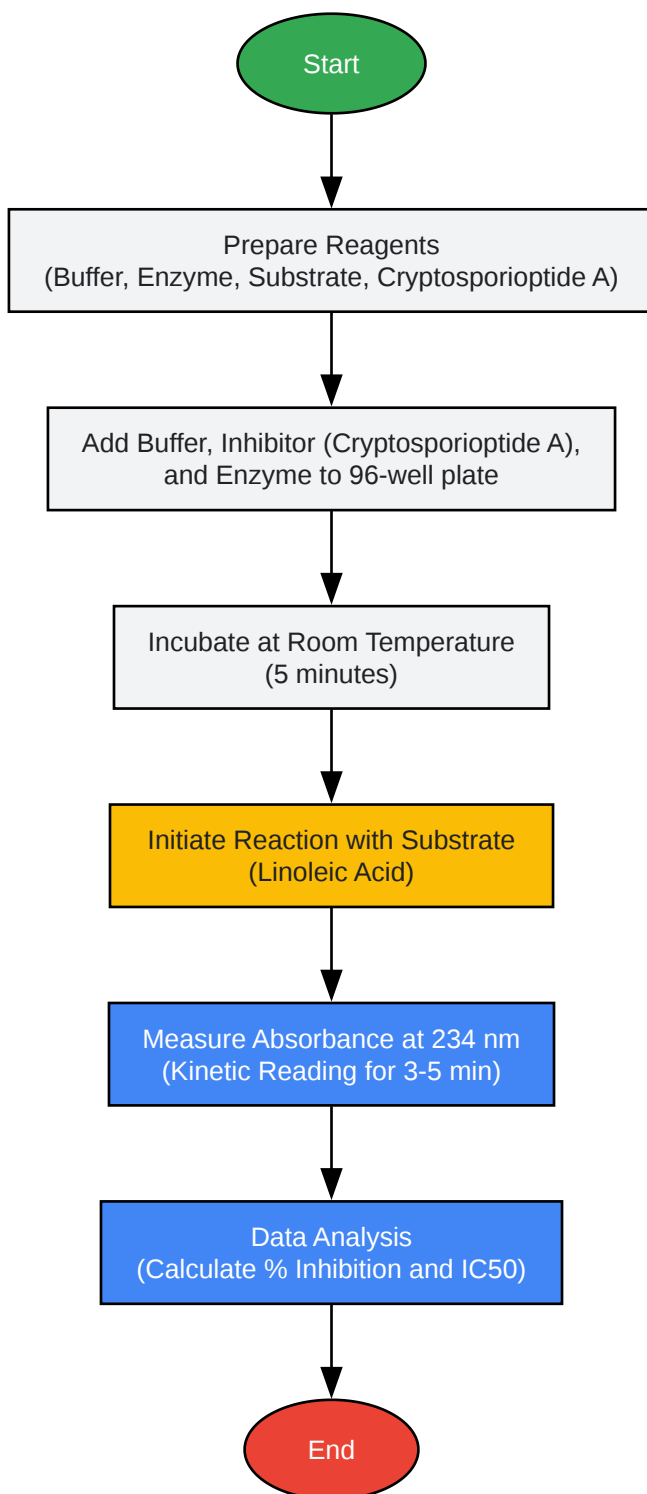 Start
Prepare Reagents
(Buffer, Enzyme, Substrate, Cryptosporioptide A)
Add Buffer, Inhibitor (Cryptosporioptide A),
and Enzyme to 96-well plate
Incubate at Room Temperature
(5 minutes)
Initiate Reaction with Substrate
(Linoleic Acid)
Measure Absorbance at 234 nm
(Kinetic Reading for 3-5 min)
Data Analysis
(Calculate % Inhibition and IC50)
End